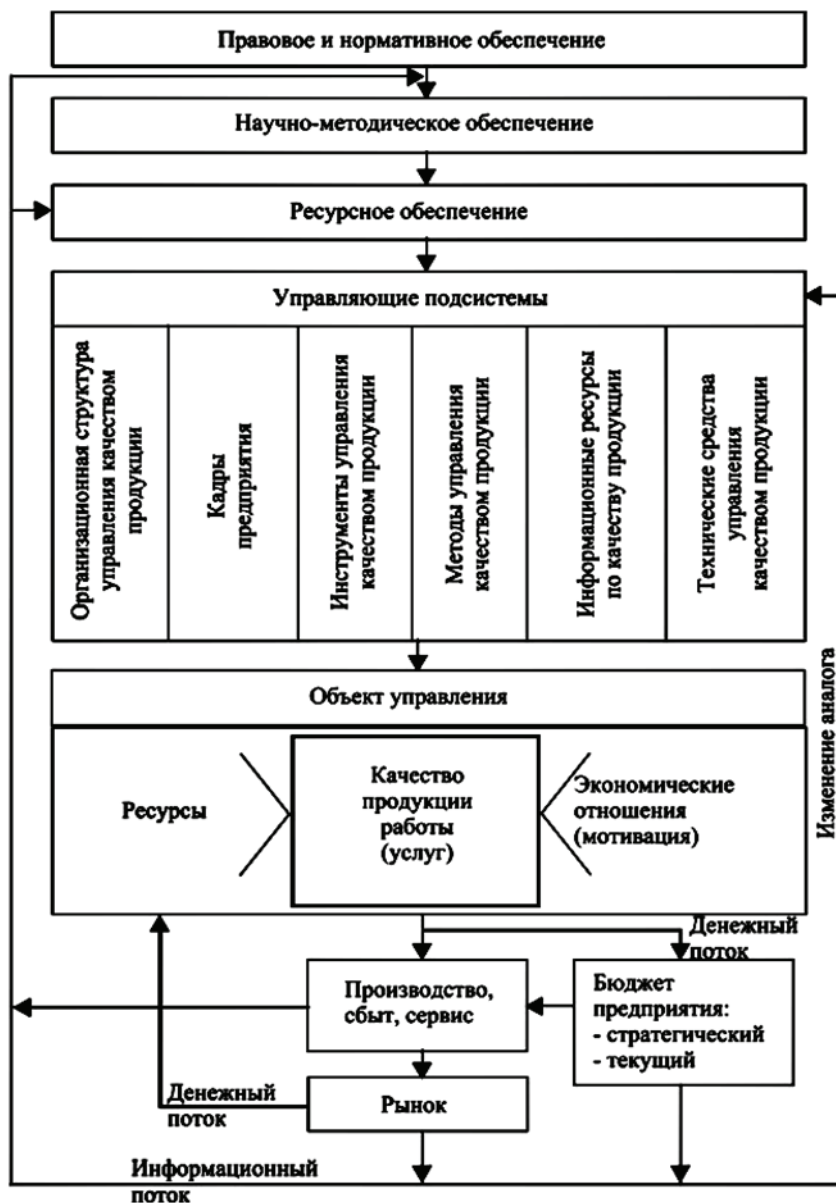 Правовое и нормативное обеспечение
Научно-методическое обеспечение
Ресурсное обеспечение
Управляющие подсистемы
Организационная структура
управления качеством
продукции
Кадры
предприятия
Инструменты управления
качеством продукции
Методы управления
качеством продукции
Информационные ресурсы
по качеству продукции
Технические средства
управления
качеством продукции
Объект управления
Ресурсы
Качество
продукции
работы
(услуг)
Экономические
отношения
(мотивация)
Изменение аналога
Денежный
поток
Производство,
сбыт, сервис
Бюджет
предприятия:
- стратегический
- текущий
Денежный
поток
Рынок
Информационный
поток